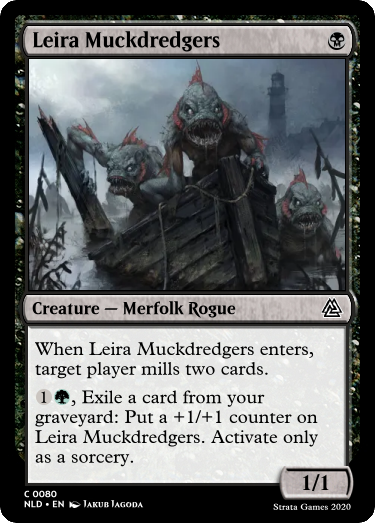 Leira Muckdredgers
Creature — Merfolk Rogue
When Leira Muckdredgers enters,
target player mills two cards.
1, Exile a card from your
graveyard: Put a +1/+1 counter on
Leira Muckdredgers. Activate only
as a sorcery.
1/1
C 0080
NLD • EN Jakub Jagoda
Strata Games 2020